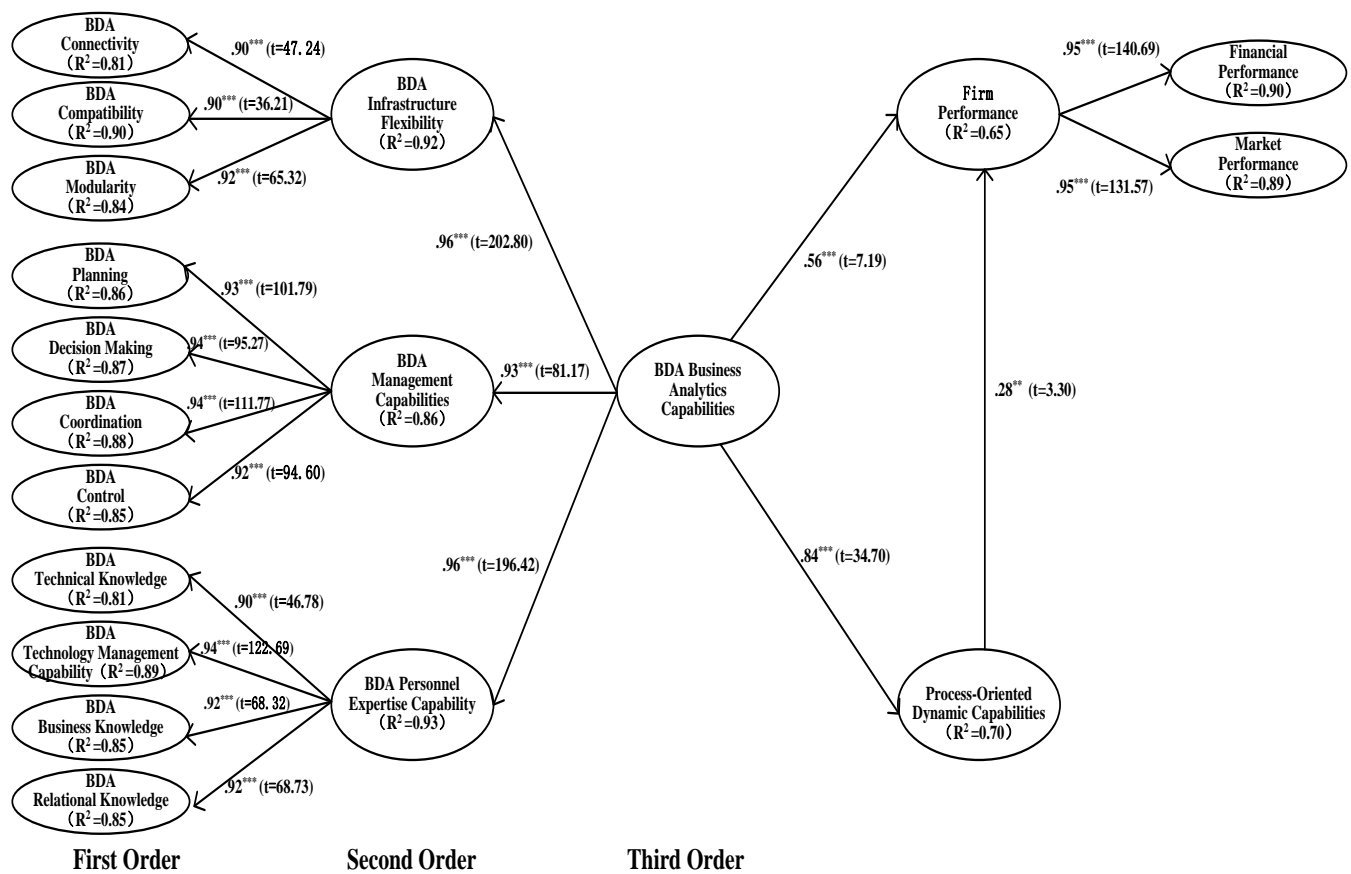 BDA
Connectivity
(R²=0.81)
.90*** (t=47.24)
BDA
Compatibility
(R²=0.90)
.90*** (t=36.21)
BDA
Modularity
(R²=0.84)
.92*** (t=65.32)
BDA
Infrastructure
Flexibility
(R²=0.92)
BDA
Planning
(R²=0.86)
.93*** (t=101.79)
BDA
Decision Making
(R²=0.87)
.94*** (t=95.27)
BDA
Coordination
(R²=0.88)
.94*** (t=111.77)
BDA
Control
(R²=0.85)
.92*** (t=94.60)
BDA
Management
Capabilities
(R²=0.86)
BDA
Technical Knowledge
(R²=0.81)
.90*** (t=46.78)
BDA
Technology Management
Capability (R²=0.89)
.94*** (t=122.69)
BDA
Business Knowledge
(R²=0.85)
.92*** (t=68.32)
BDA
Relational Knowledge
(R²=0.85)
.92*** (t=68.73)
BDA Personnel
Expertise Capability
(R²=0.93)
.96*** (t=202.80)
.93*** (t=81.17)
.96*** (t=196.42)
BDA Business
Analytics
Capabilities
.56*** (t=7.19)
.84*** (t=34.70)
Firm
Performance
(R²=0.65)
.28** (t=3.30)
Process-Oriented
Dynamic Capabilities
(R²=0.70)
.95*** (t=140.69)
Financial
Performance
(R²=0.90)
.95*** (t=131.57)
Market
Performance
(R²=0.89)
First Order
Second Order
Third Order